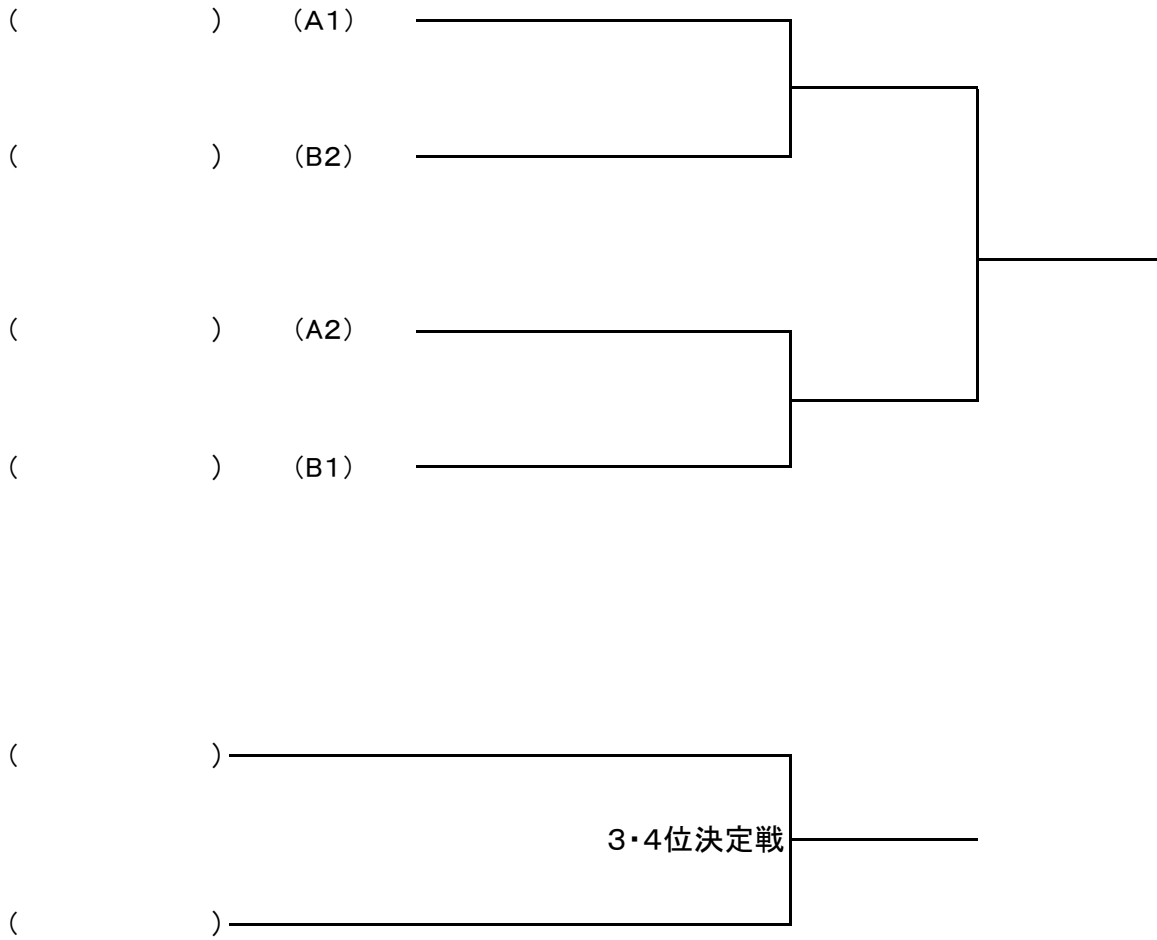 (　　　　　　　) (A1)
(　　　　　　　) (B2)
(　　　　　　　) (A2)
(　　　　　　　) (B1)
(　　　　　　　)
3・4位決定戦
(　　　　　　　)